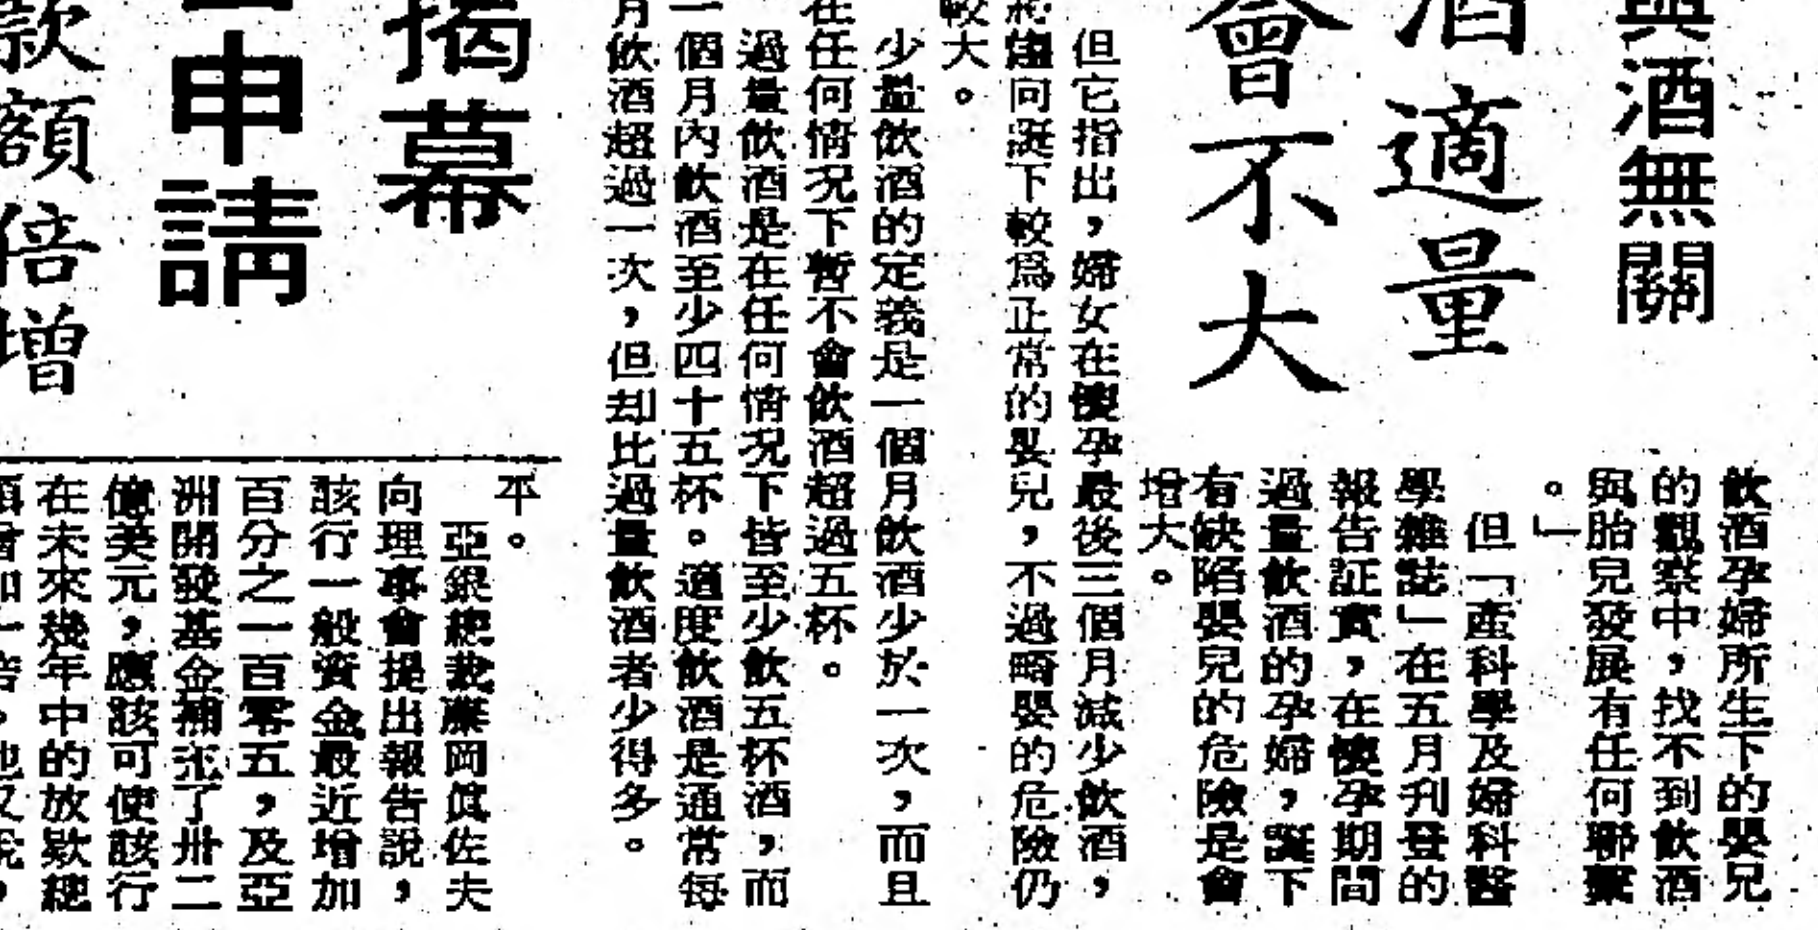 與酒無關
酒適量
會不大
飲酒孕婦所生下的嬰兒
的觀察中，找不到飲酒
與胎兒發展有任何聯繫
。」
但「產科學及婦科醫
學雜誌」在五月刋登的
報告証實，在懷孕期間
過量飲酒的孕婦，誕下
有缺陷嬰兒的危險是會
增大。
但它指出，婦女在懷孕最後三個月減少飲酒，
將趨向誕下較爲正常的嬰兒，不過畸嬰的危險仍
較大。
少量飲酒的定義是一個月飲酒少於一次，而且
在任何情況下暫不會飲酒超過五杯。
過量飲酒是在任何情況下皆至少飲五杯酒，而
一個月內飲酒至少四十五杯。適度飲酒是通常每
月飲酒超過一次，但却比過量飲酒者少得多。
揭幕
申請
款額倍增
平。
亞銀總裁藤岡眞佐夫
向理事會提出報告說，
該行一般資金最近增加
百分之一百零五，及亞
洲開發基金補充了卅二
億美元，應該可使該行
在未來幾年中的放欵總